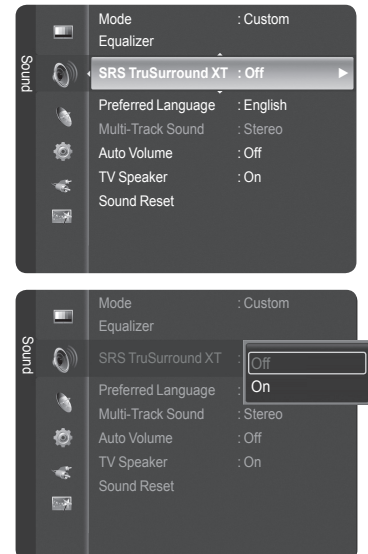 Sound
Mode : Custom
Equalizer
SRS TruSurround XT : Off
Preferred Language : English
Multi-Track Sound : Stereo
Auto Volume : Off
TV Speaker : On
Sound Reset
Sound
Mode : Custom
Equalizer
SRS TruSurround XT :
Off
On
Preferred Language :
Multi-Track Sound : Stereo
Auto Volume : Off
TV Speaker : On
Sound Reset